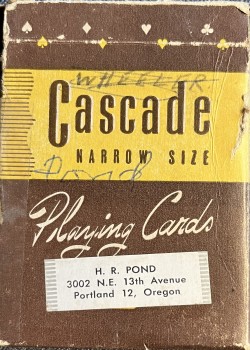 WHEELER
Cascade
NARROW SIZE
Pond
Playing Cards
H. R. POND
3002 N.E. 13th Avenue
Portland 12, Oregon